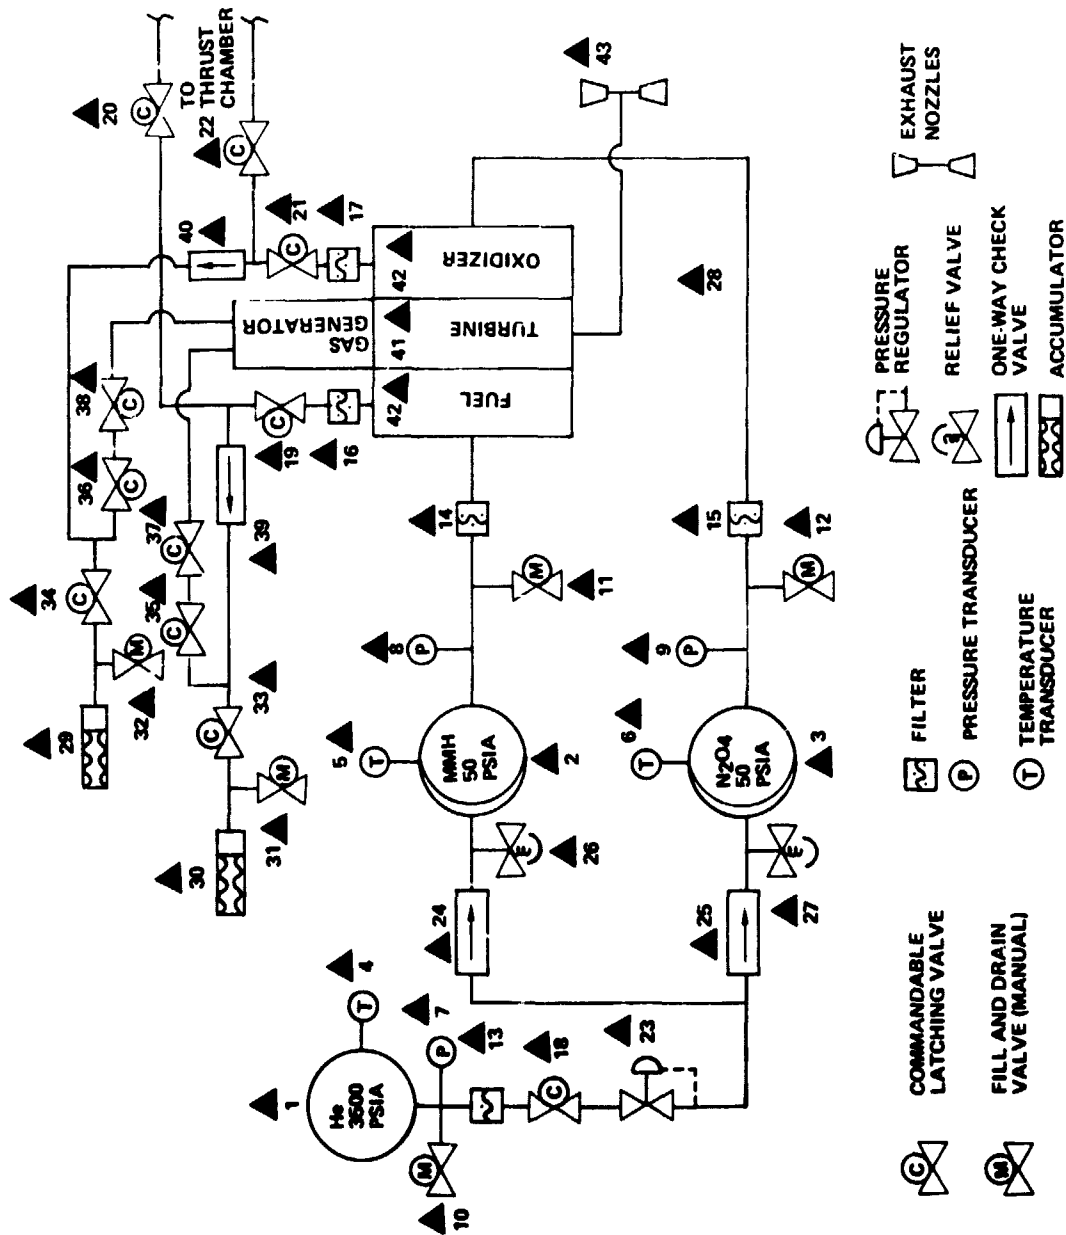 34
29
32
M
C
36
C
38
C
20
C
TO
THRUST
CHAMBER
22
C
35
C
37
C
40
30
31
M
33
C
39
19
C
21
C
16
17
1
He
3500
PSIA
4
T
5
T
GAS
GENERATOR
42
41
42
FUEL
TURBINE
OXIDIZER
43
10
M
7
P
13
18
C
23
24
26
MMH
50
PSIA
2
8
P
11
M
14
6
T
25
27
N2O4
50
PSIA
3
9
P
12
M
15
28
C
COMMANDABLE
LATCHING VALVE
M
FILL AND DRAIN
VALVE (MANUAL)
FILTER
P
PRESSURE TRANSDUCER
T
TEMPERATURE
TRANSDUCER
PRESSURE
REGULATOR
RELIEF VALVE
ONE-WAY CHECK
VALVE
ACCUMULATOR
EXHAUST
NOZZLES